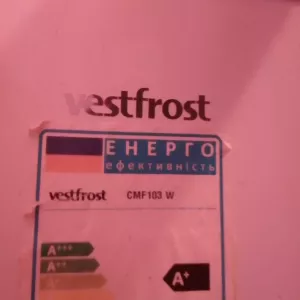 vestfrost
ЕНЕРГО
ефективність
vestfrost CMF103 W
A+++
A++
A+
A+